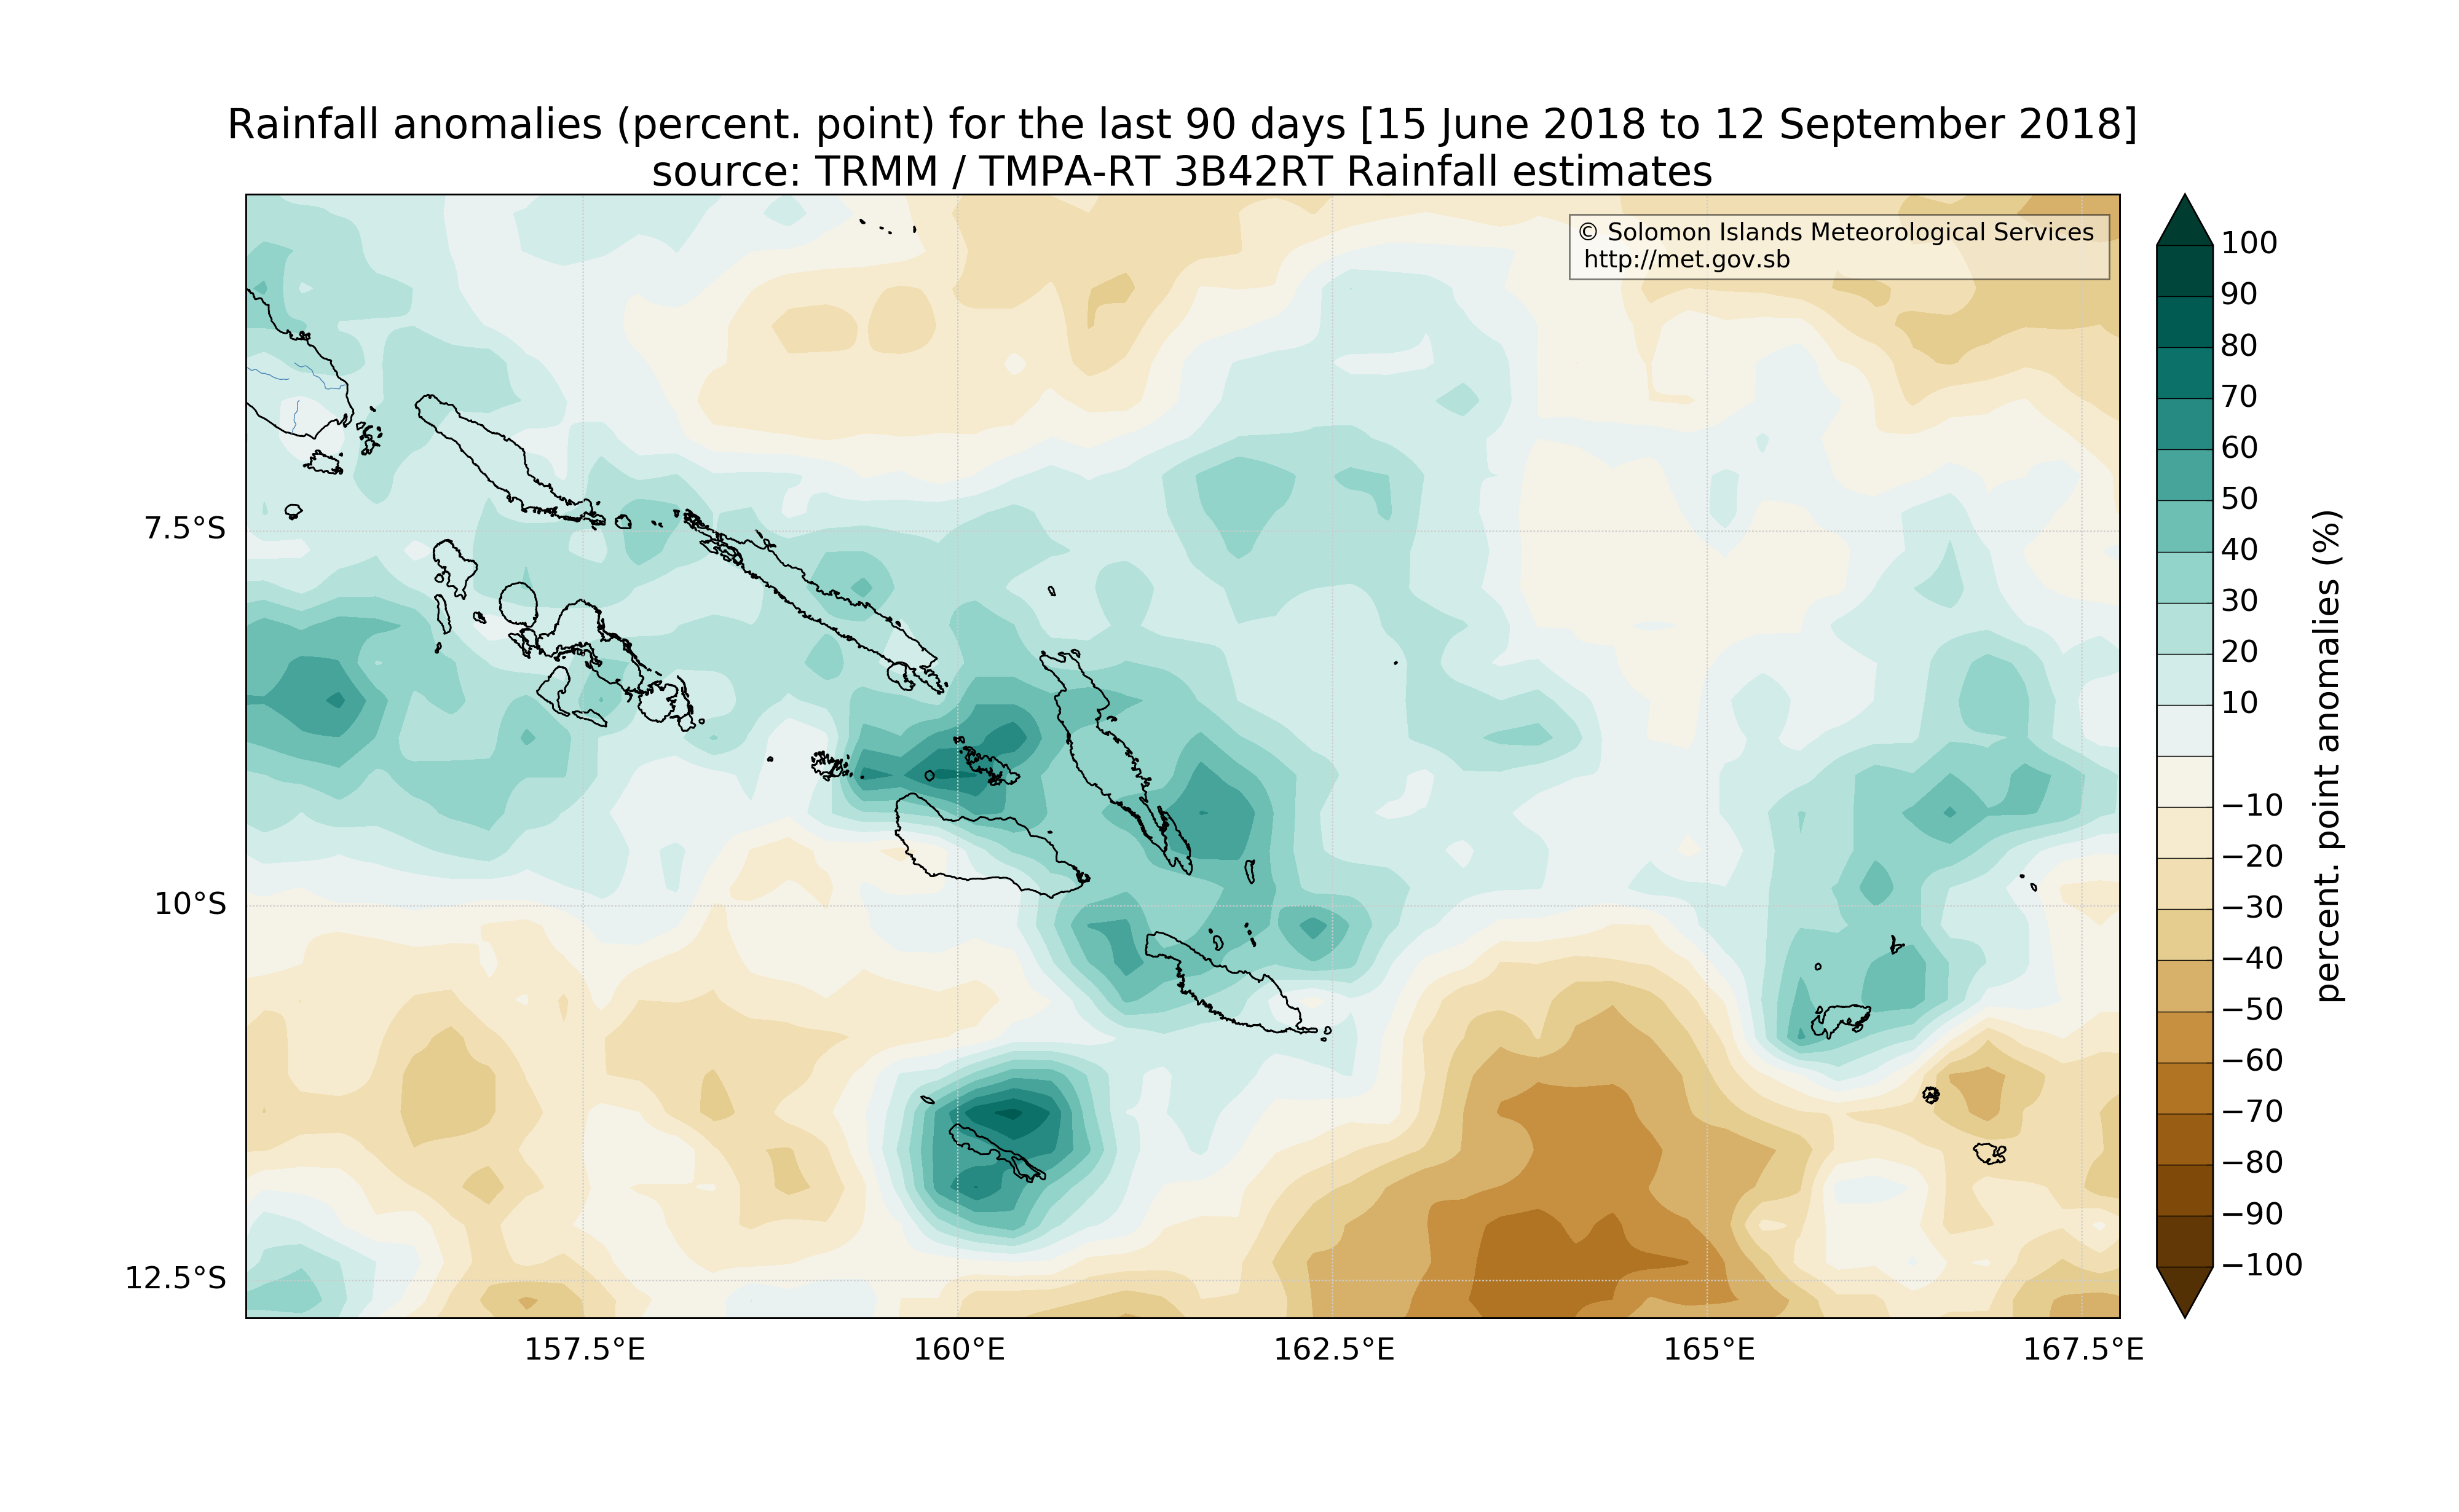 Rainfall anomalies (percent. point) for the last 90 days [15 June 2018 to 12 September 2018]
source: TRMM / TMPA-RT 3B42RT Rainfall estimates
© Solomon Islands Meteorological Services
http://met.gov.sb
7.5°S
10°S
12.5°S
157.5°E
160°E
162.5°E
165°E
167.5°E
100
90
80
70
60
50
40
30
20
10
−10
−20
−30
−40
−50
−60
−70
−80
−90
−100
percent. point anomalies (%)